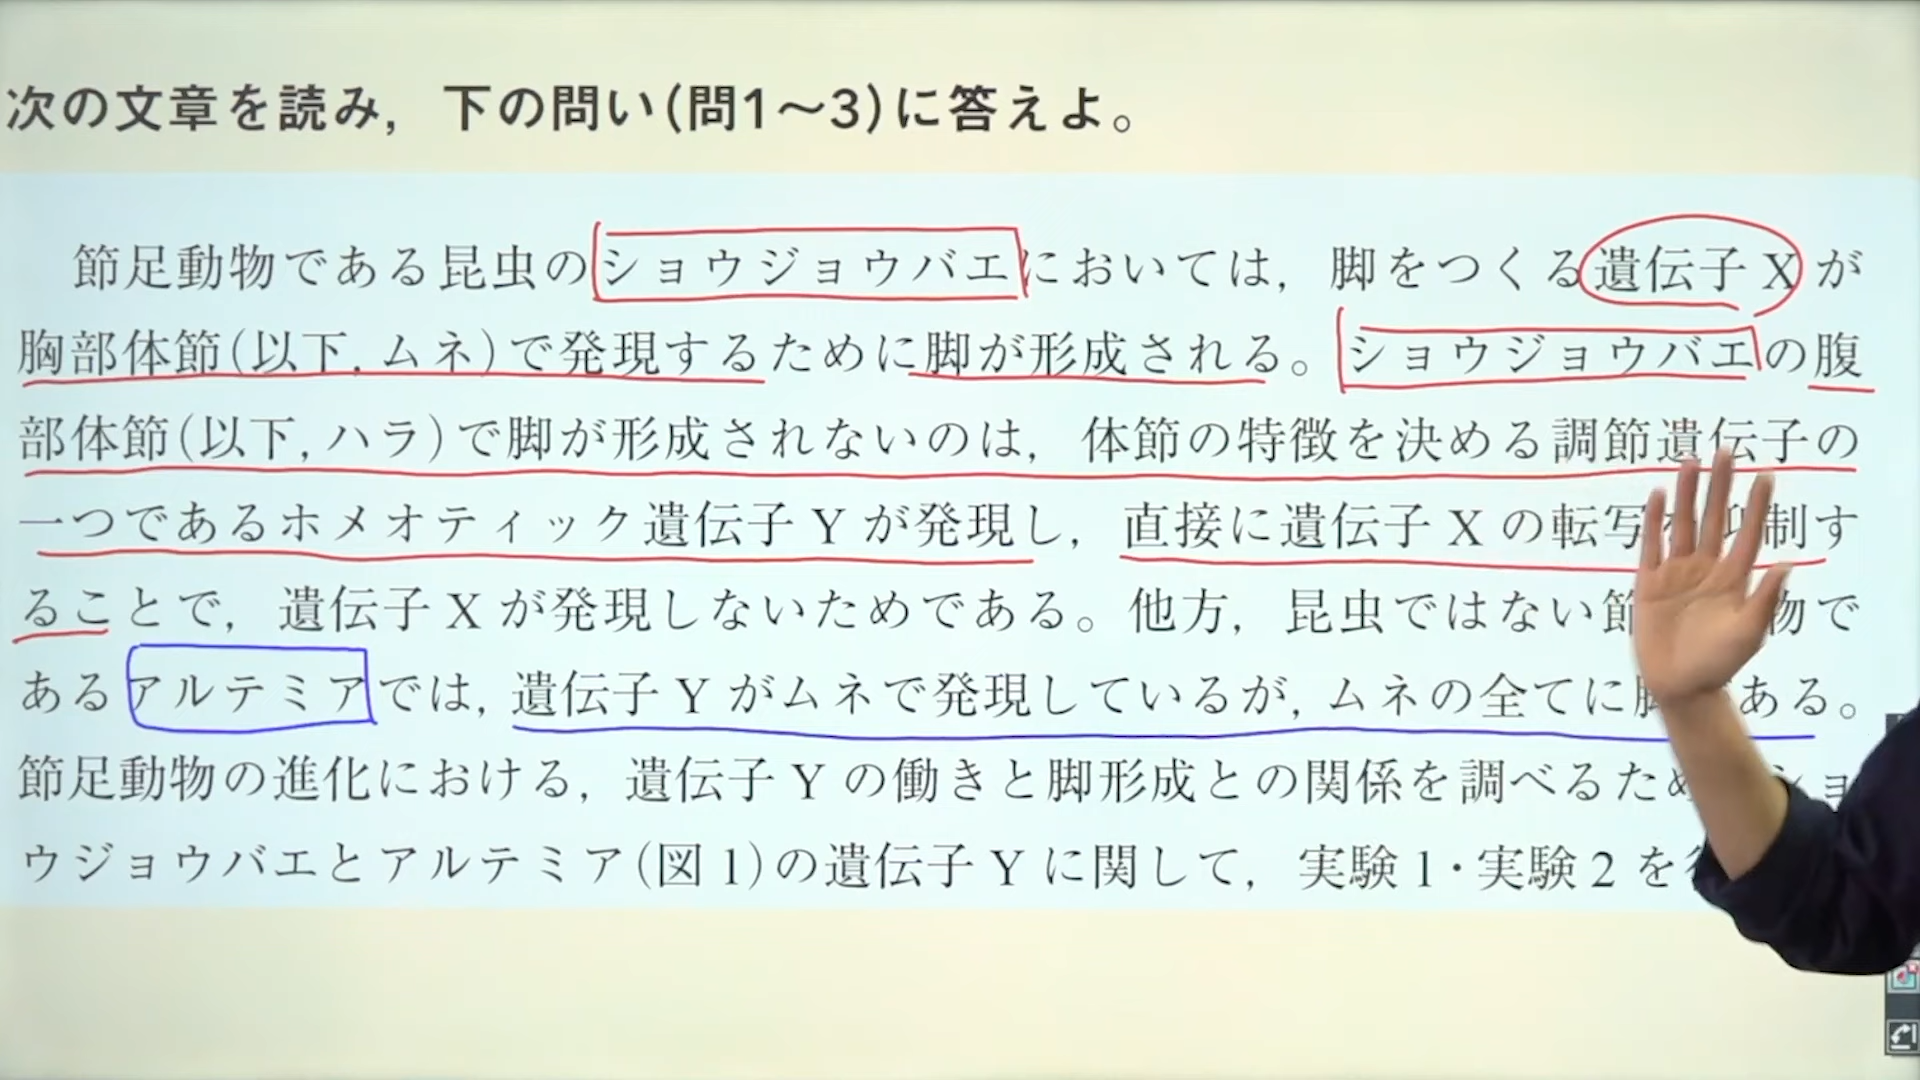 次の文章を読み，下の問い(問1〜3)に答えよ。
節足動物である昆虫のショウジョウバエにおいては，脚をつくる遺伝子 X が
胸部体節(以下，ムネ)で発現するために脚が形成される。ショウジョウバエの腹
部体節(以下，ハラ)で脚が形成されないのは，体節の特徴を決める調節遺伝子の
一つであるホメオティック遺伝子 Y が発現し，直接に遺伝子 X の転写を抑制す
ることで，遺伝子 X が発現しないためである。他方，昆虫ではない節物で
あるアルテミアでは，遺伝子 Y がムネで発現しているが，ムネの全てに脚ある。
節足動物の進化における，遺伝子 Y の働きと脚形成との関係を調べるためショ
ウジョウバエとアルテミア(図 1)の遺伝子 Y に関して，実験 1・実験 2 を